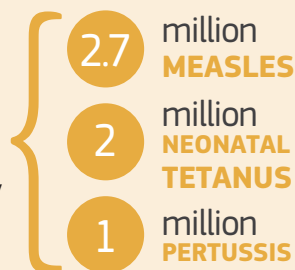 2.7
million
MEASLES
2
million
NEONATAL
TETANUS
1
million
PERTUSSIS